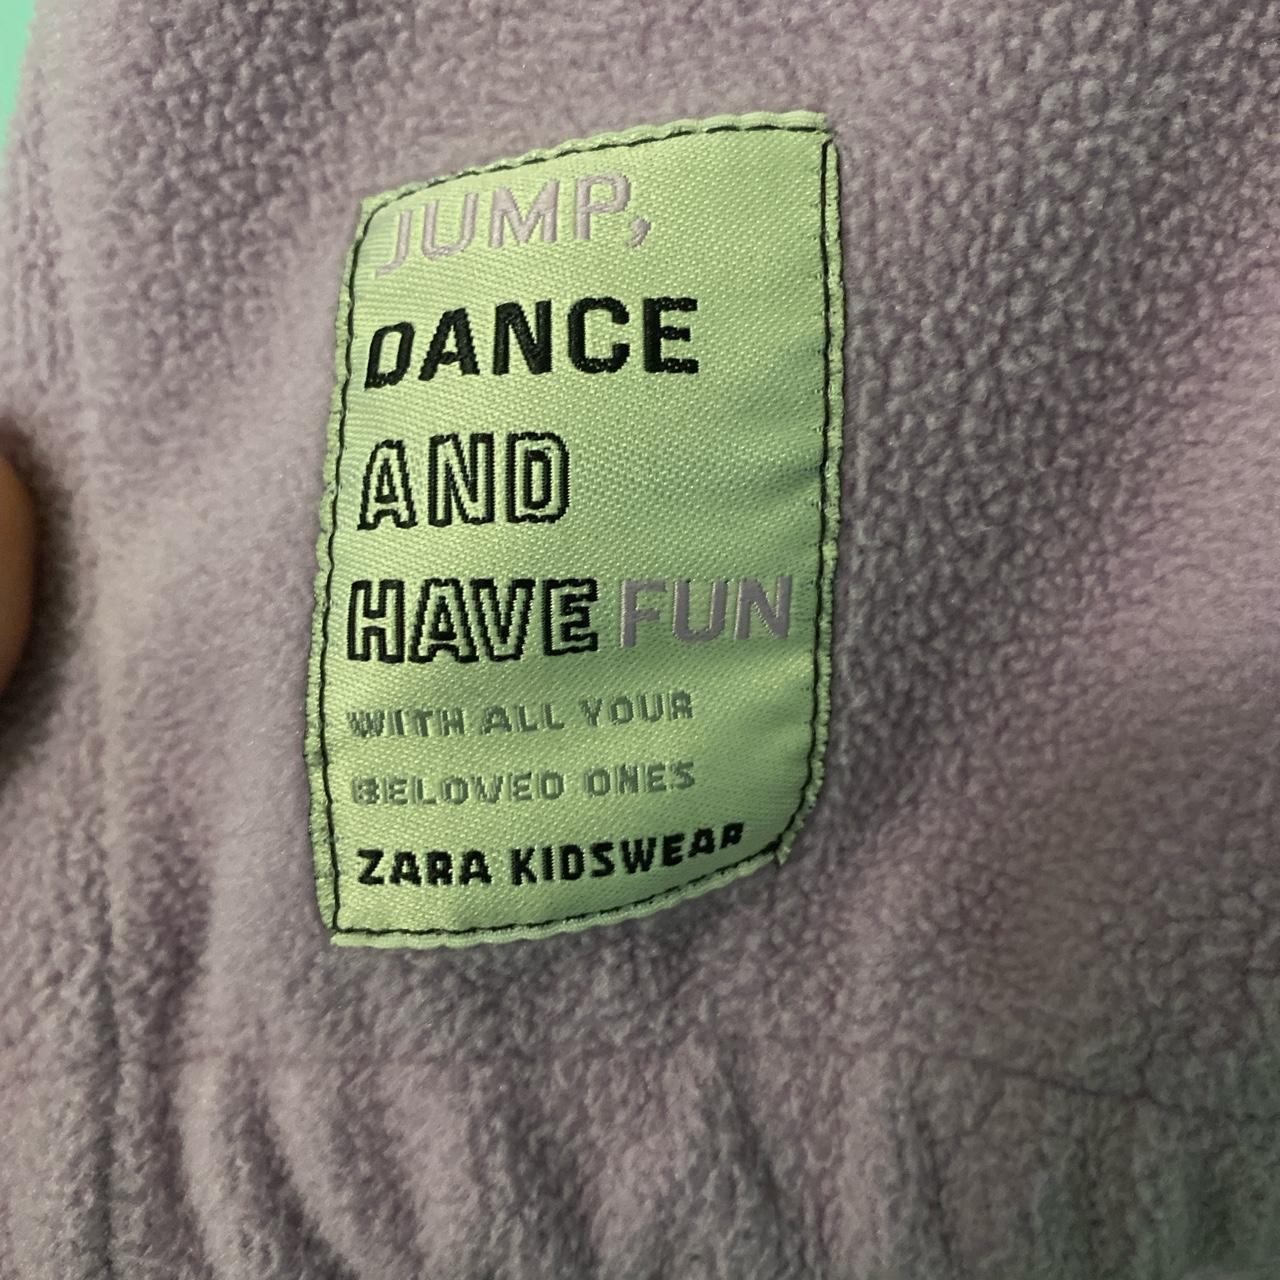 JUMP,
DANCE
AND
HAVE FUN
WITH ALL YOUR
BELOVED ONES
ZARA KIDSWEAR